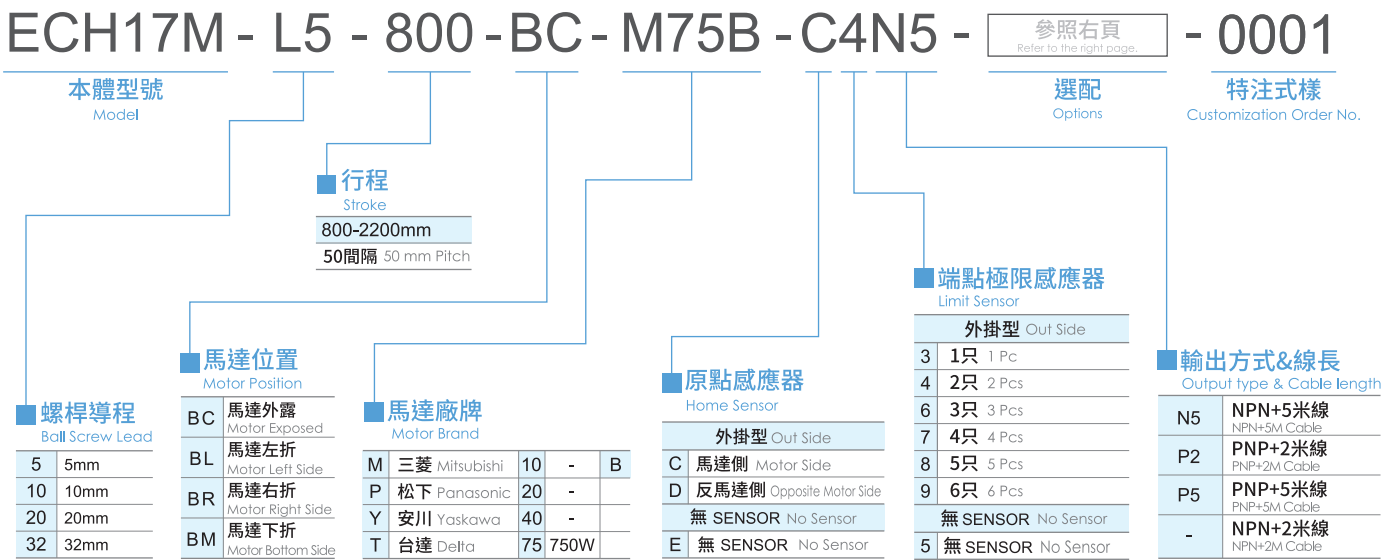 ECH17M - L5 - 800 - BC - M75B - C4N5 - 參照右頁 Refer to the right page. - 0001
本體型號
Model
選配
Options
特注式樣
Customization Order No.
行程
Stroke
800-2200mm
50間隔 50 mm Pitch
螺桿導程
Ball Screw Lead
5 5mm
10 10mm
20 20mm
32 32mm
馬達位置
Motor Position
BC 馬達外露
Motor Exposed
BL 馬達左折
Motor Left Side
BR 馬達右折
Motor Right Side
BM 馬達下折
Motor Bottom Side
馬達廠牌
Motor Brand
M 三菱 Mitsubishi 10 - B
P 松下 Panasonic 20 -
Y 安川 Yaskawa 40 -
T 台達 Delta 75 750W
原點感應器
Home Sensor
外掛型 Out Side
C 馬達側 Motor Side
D 反馬達側 Opposite Motor Side
無 SENSOR No Sensor
E 無 SENSOR No Sensor
端點極限感應器
Limit Sensor
外掛型 Out Side
3 1只 1 Pc
4 2只 2 Pcs
6 3只 3 Pcs
7 4只 4 Pcs
8 5只 5 Pcs
9 6只 6 Pcs
無 SENSOR No Sensor
5 無 SENSOR No Sensor
輸出方式&線長
Output type & Cable length
N5 NPN+5米線
NPN+5M Cable
P2 PNP+2米線
PNP+2M Cable
P5 PNP+5米線
PNP+5M Cable
- NPN+2米線
NPN+2M Cable